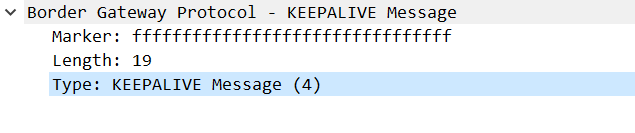 Border Gateway Protocol - KEEPALIVE Message
Marker: ffffffffffffffffffffffffffffffff
Length: 19
Type: KEEPALIVE Message (4)